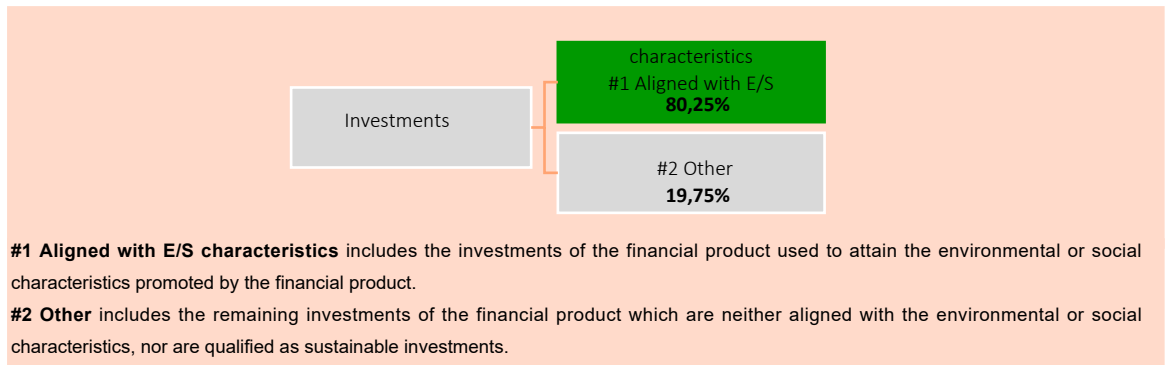 Investments
characteristics
#1 Aligned with E/S
80,25%
#2 Other
19,75%
#1 Aligned with E/S characteristics includes the investments of the financial product used to attain the environmental or social
characteristics promoted by the financial product.
#2 Other includes the remaining investments of the financial product which are neither aligned with the environmental or social
characteristics, nor are qualified as sustainable investments.